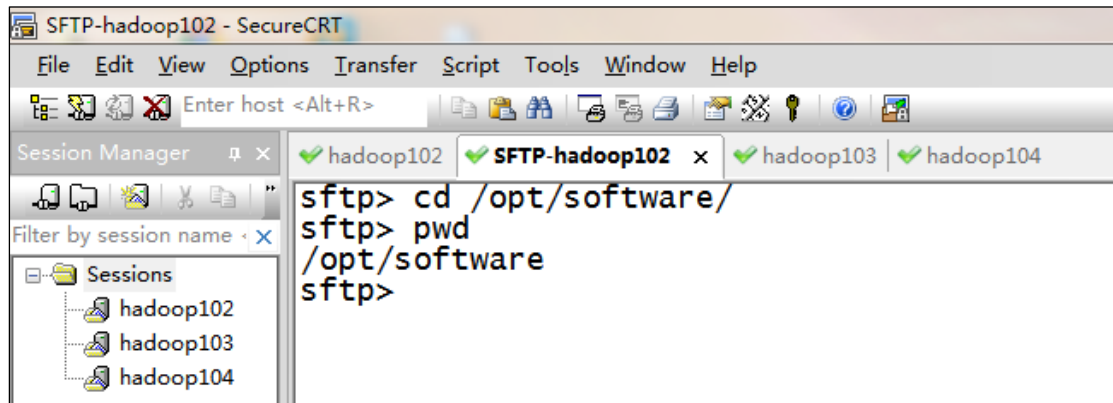 SFTP-hadoop102 - SecureCRT
File Edit View Options Transfer Script Tools Window Help
Enter host <Alt+R>
Session Manager
hadoop102 SFTP-hadoop102 x hadoop103 hadoop104
Filter by session name
Sessions
hadoop102
hadoop103
hadoop104
sftp> cd /opt/software/
sftp> pwd
/opt/software
sftp>